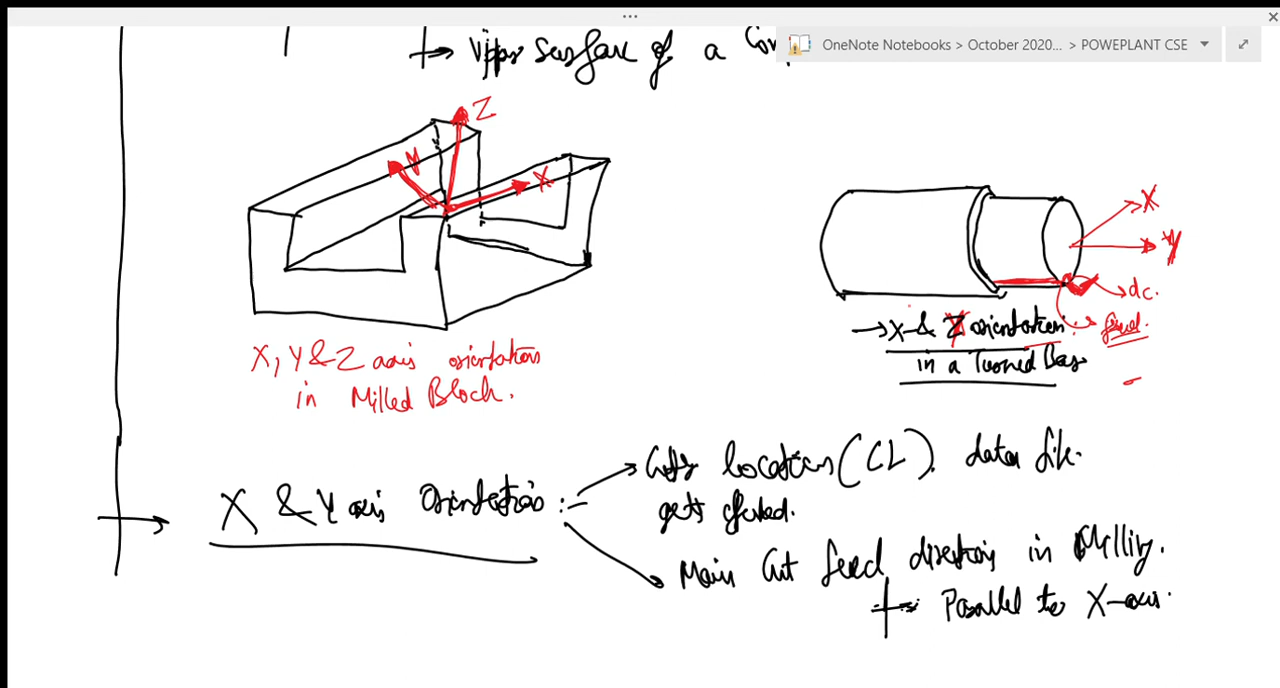 OneNote Notebooks > October 2020... > POWEPLANT CSE
Upper Surface of a
Z
Y
X
X
Y
dc.
→ X & Y orientation
feed.
in a Turned Bar
X, Y & Z axis orientation
in Milled Block.
Cutter location (CL) data file
X & Y axis Orientation :-
gets affected.
Main Cut feed direction in Milling.
Parallel to X-axis.